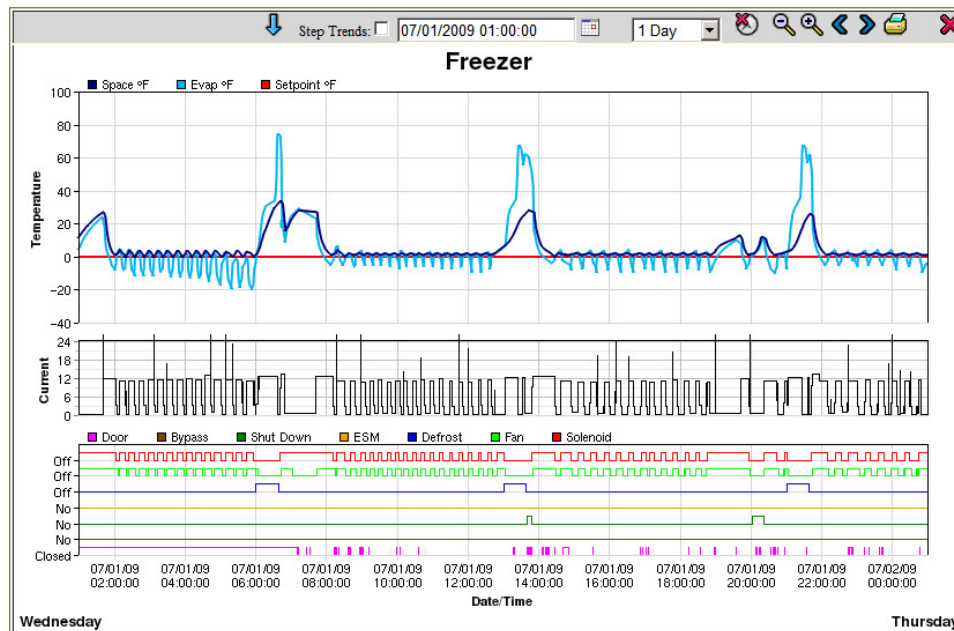 Step Trends: 07/01/2009 01:00:00 1 Day
Freezer
Space ºF Evap ºF Setpoint ºF
100
80
60
40
20
0
-20
-40
Temperature
24
18
12
6
0
Current
Door Bypass Shut Down ESM Defrost Fan Solenoid
Off
Off
Off
No
No
No
Closed
07/01/09 07/01/09 07/01/09 07/01/09 07/01/09 07/01/09 07/01/09 07/01/09 07/01/09 07/01/09 07/01/09 07/02/09
02:00:00 04:00:00 06:00:00 08:00:00 10:00:00 12:00:00 14:00:00 16:00:00 18:00:00 20:00:00 22:00:00 00:00:00
Date/Time
Wednesday Thursday